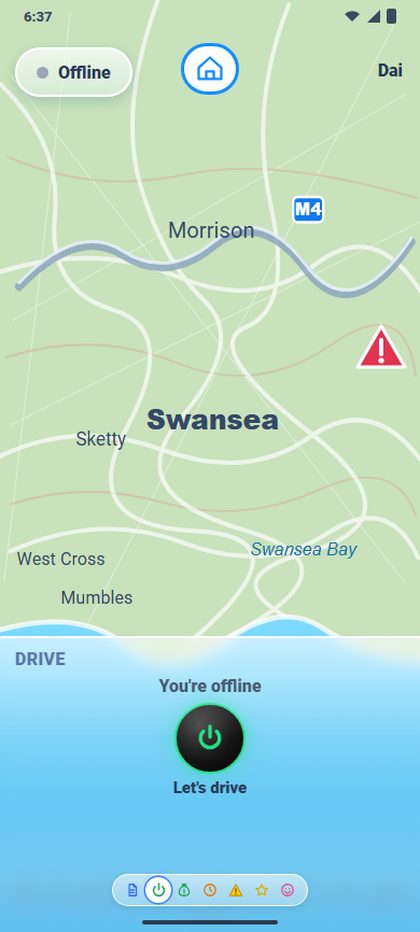 6:37
Offline
Dai
M4
Morrison
Swansea
Sketty
Swansea Bay
West Cross
Mumbles
DRIVE
You're offline
Let's drive